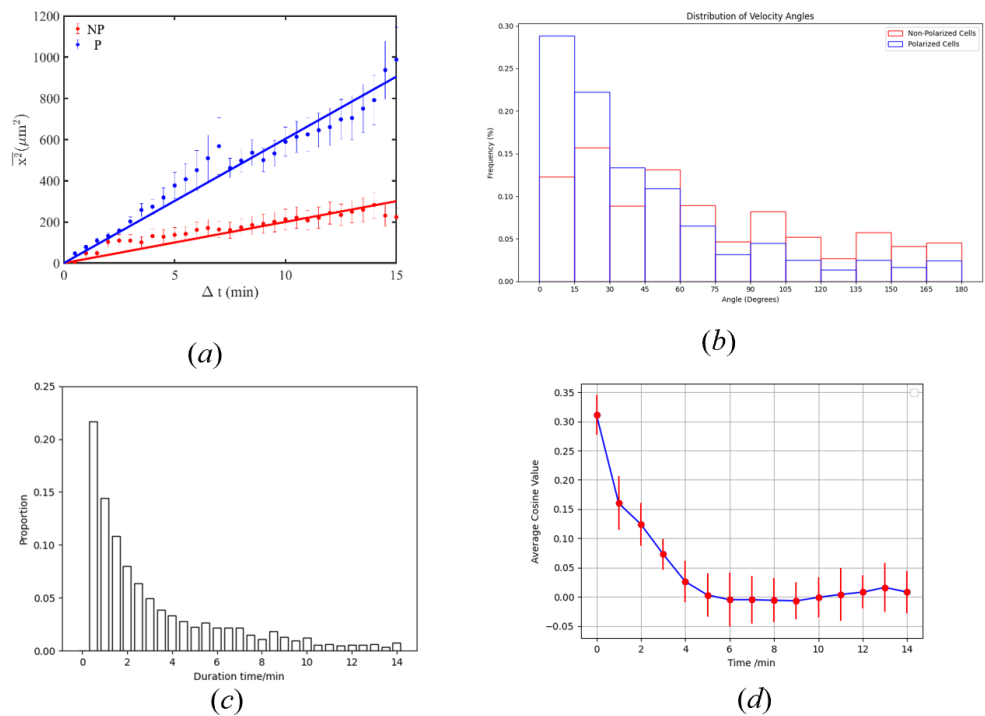 1200
1000
800
600
400
200
0
x̄² (μm²)
NP
P
0 5 10 15
Δ t (min)
(a)
Distribution of Velocity Angles
Non-Polarized Cells
Polarized Cells
0.30
0.25
0.20
0.15
0.10
0.05
0.00
Frequency (%)
0 15 30 45 60 75 90 105 120 135 150 165 180
Angle (Degrees)
(b)
0.25
0.20
0.15
0.10
0.05
0.00
Proportion
0 2 4 6 8 10 12 14
Duration time/min
(c)
0.35
0.30
0.25
0.20
0.15
0.10
0.05
0.00
−0.05
Average Cosine Value
0 2 4 6 8 10 12 14
Time /min
(d)